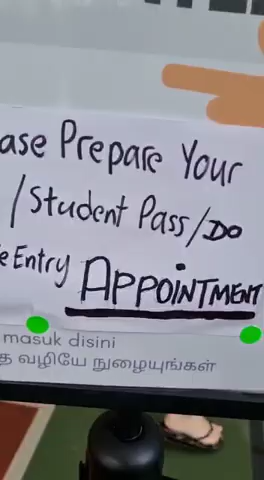 ase Prepare Your
/Student Pass/Do
e Entry APPOINTMENT
masuk disini
த வழியே நுழையுங்கள்